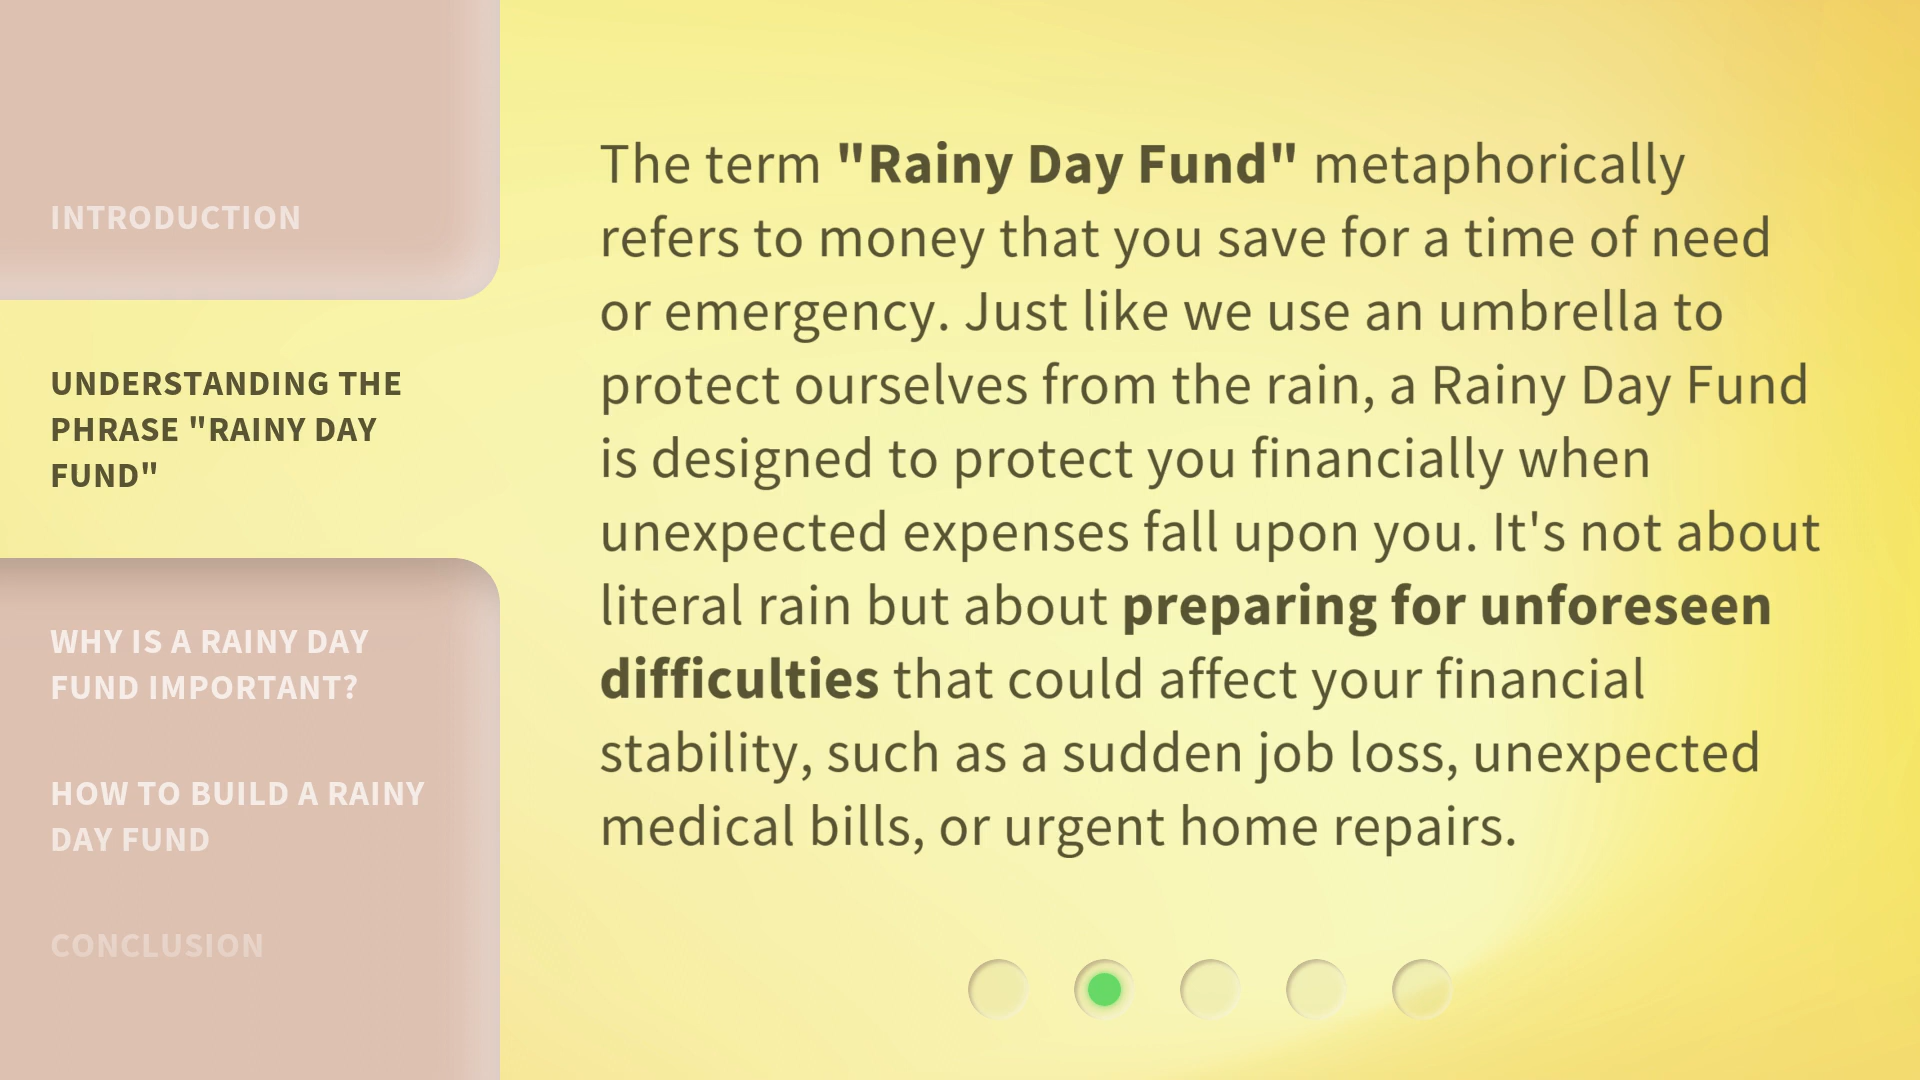 INTRODUCTION
UNDERSTANDING THE
PHRASE "RAINY DAY
FUND"
WHY IS A RAINY DAY
FUND IMPORTANT?
HOW TO BUILD A RAINY
DAY FUND
CONCLUSION
The term "Rainy Day Fund" metaphorically
refers to money that you save for a time of need
or emergency. Just like we use an umbrella to
protect ourselves from the rain, a Rainy Day Fund
is designed to protect you financially when
unexpected expenses fall upon you. It's not about
literal rain but about preparing for unforeseen
difficulties that could affect your financial
stability, such as a sudden job loss, unexpected
medical bills, or urgent home repairs.